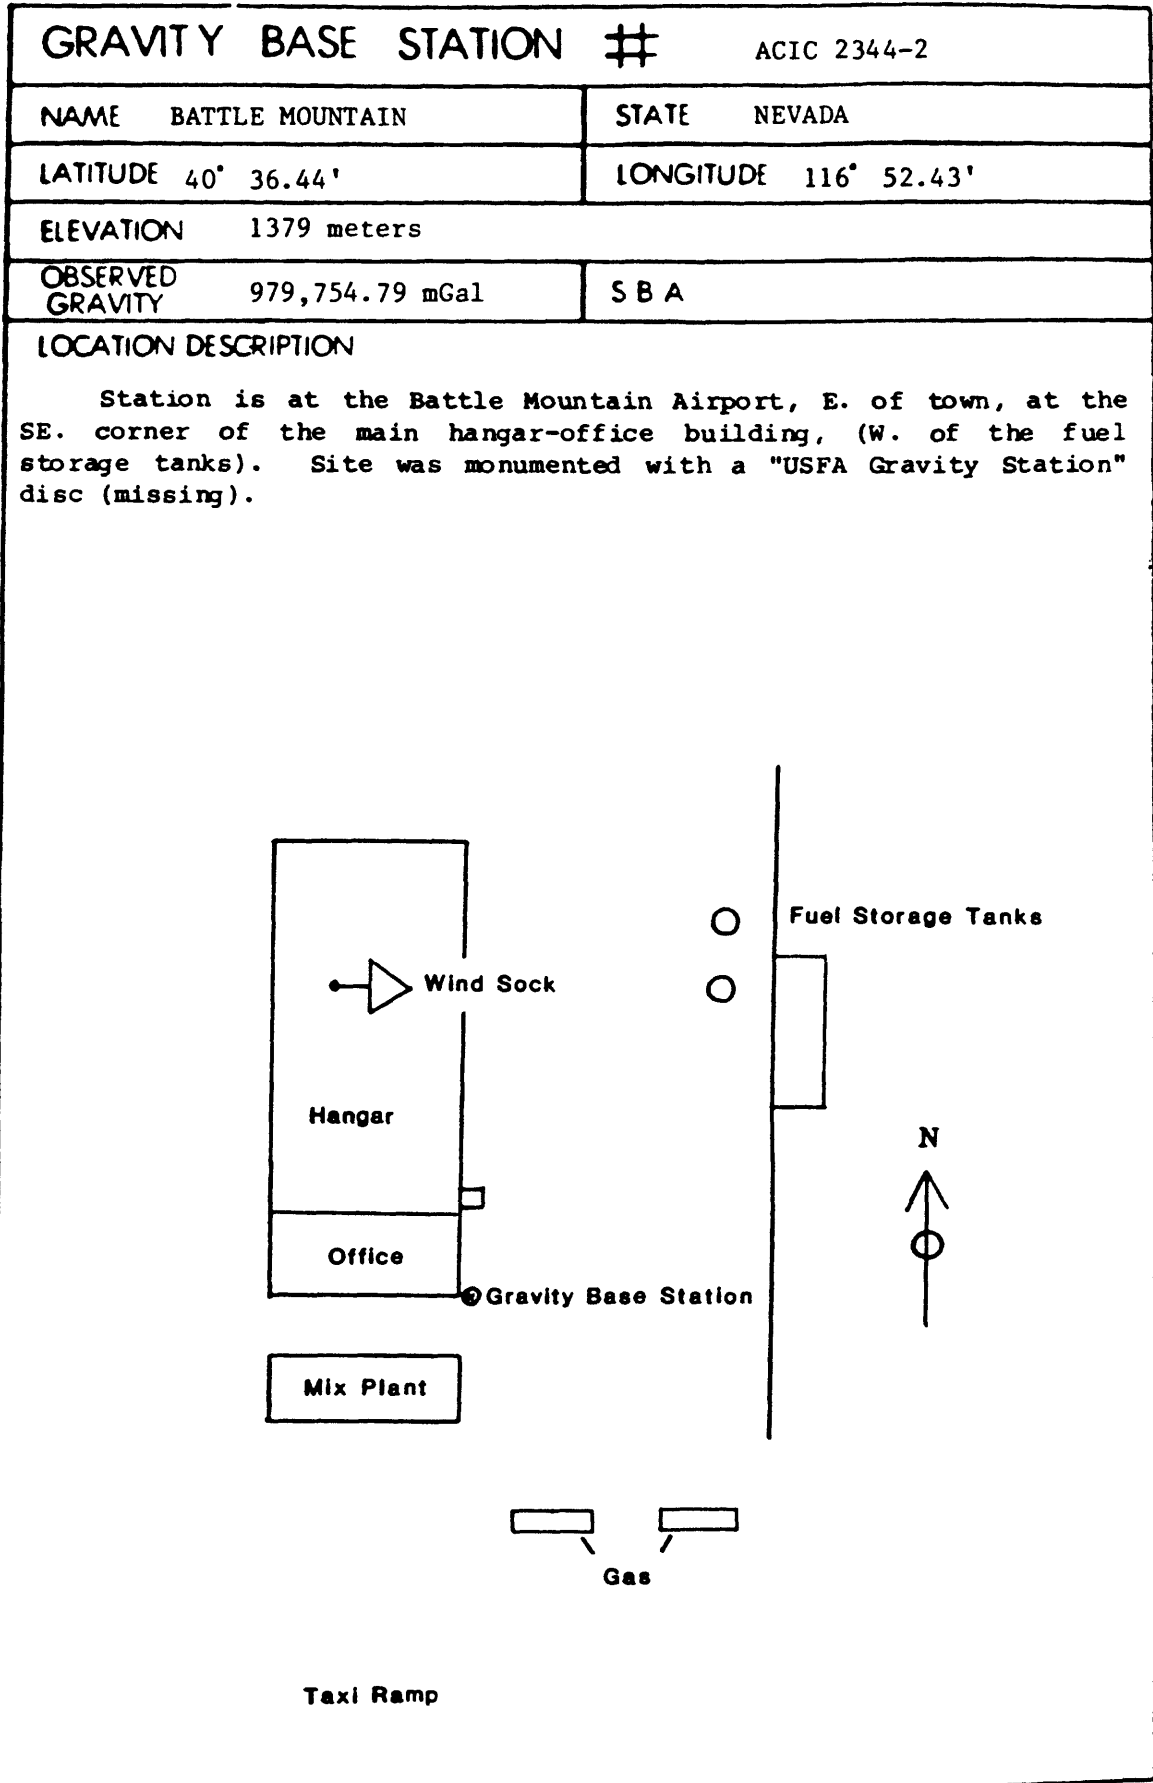 GRAVITY BASE STATION # ACIC 2344-2
NAME BATTLE MOUNTAIN STATE NEVADA
LATITUDE 40° 36.44' LONGITUDE 116° 52.43'
ELEVATION 1379 meters
OBSERVED GRAVITY 979,754.79 mGal SBA
LOCATION DESCRIPTION
Station is at the Battle Mountain Airport, E. of town, at the
SE. corner of the main hangar-office building, (W. of the fuel
storage tanks). Site was monumented with a "USFA Gravity Station"
disc (missing).
Fuel Storage Tanks
Wind Sock
Hangar
N
Office
Gravity Base Station
Mix Plant
Gas
Taxi Ramp